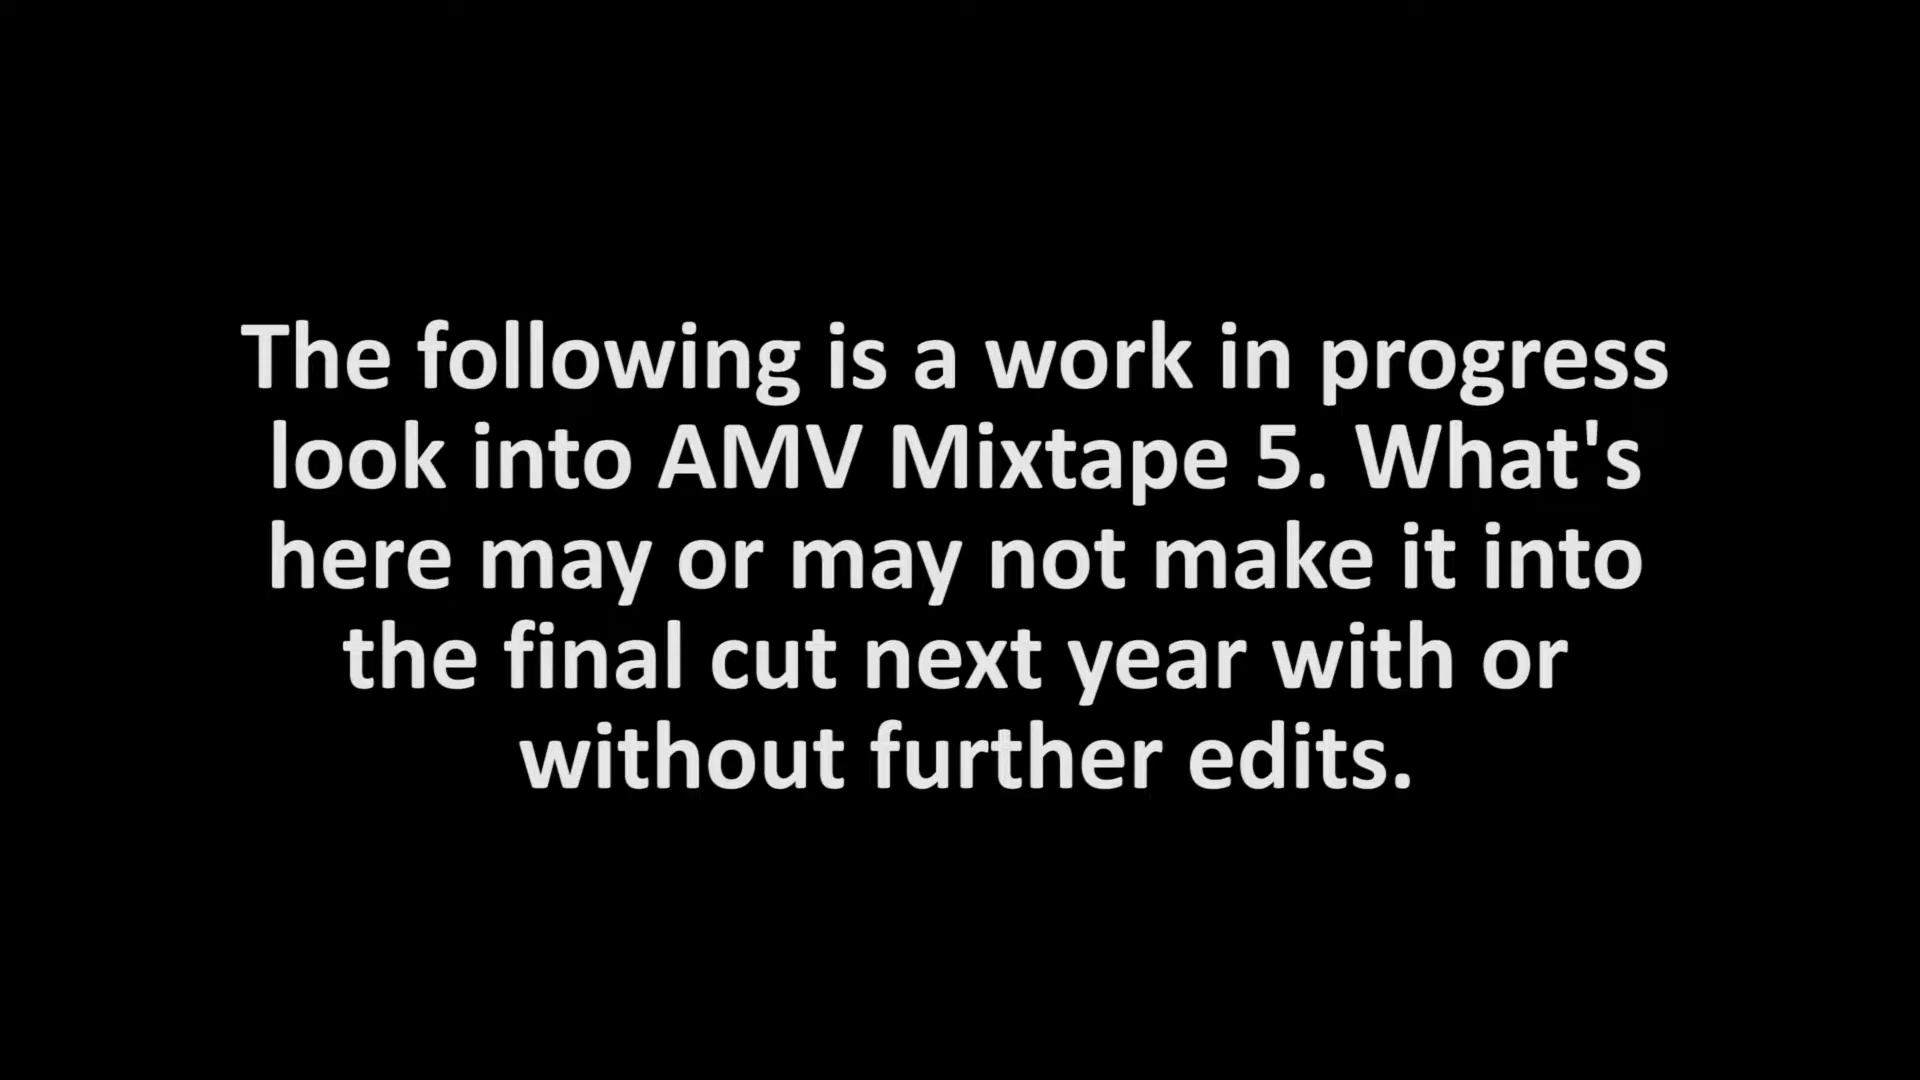 The following is a work in progress
look into AMV Mixtape 5. What's
here may or may not make it into
the final cut next year with or
without further edits.